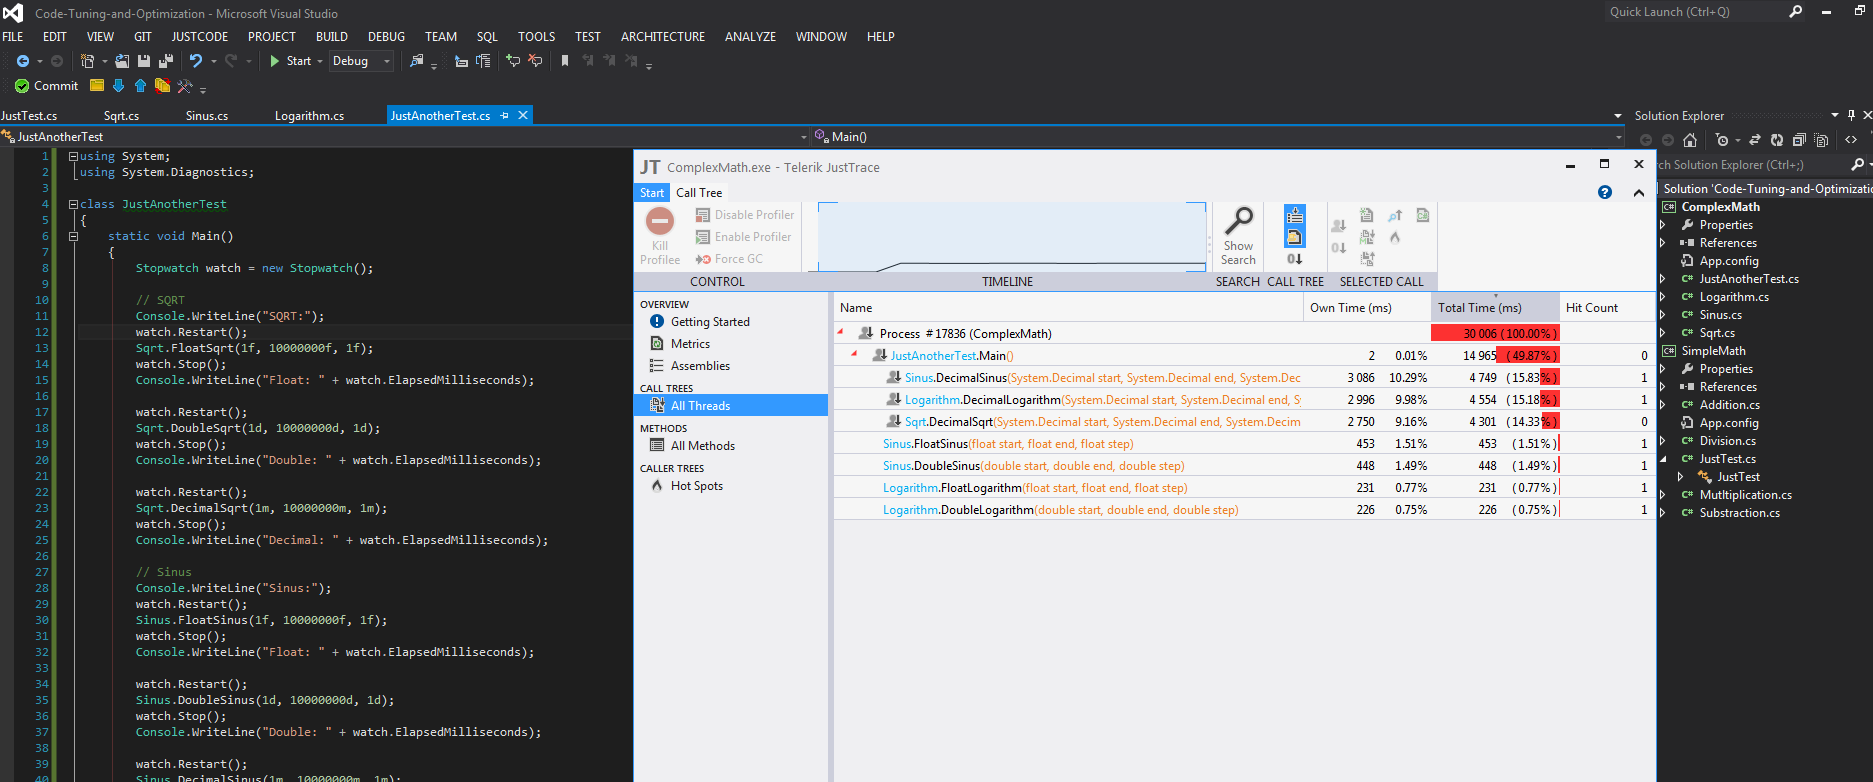 Code-Tuning-and-Optimization - Microsoft Visual Studio
Quick Launch (Ctrl+Q)
FILE EDIT VIEW GIT JUSTCODE PROJECT BUILD DEBUG TEAM SQL TOOLS TEST ARCHITECTURE ANALYZE WINDOW HELP
Start Debug
Commit
JustTest.cs Sqrt.cs Sinus.cs Logarithm.cs JustAnotherTest.cs
JustAnotherTest Main()
1 using System;
2 using System.Diagnostics;
3
4 class JustAnotherTest
5 {
6 static void Main()
7 {
8 Stopwatch watch = new Stopwatch();
9
10 // SQRT
11 Console.WriteLine("SQRT:");
12 watch.Restart();
13 Sqrt.FloatSqrt(1f, 10000000f, 1f);
14 watch.Stop();
15 Console.WriteLine("Float: " + watch.ElapsedMilliseconds);
16
17 watch.Restart();
18 Sqrt.DoubleSqrt(1d, 10000000d, 1d);
19 watch.Stop();
20 Console.WriteLine("Double: " + watch.ElapsedMilliseconds);
21
22 watch.Restart();
23 Sqrt.DecimalSqrt(1m, 10000000m, 1m);
24 watch.Stop();
25 Console.WriteLine("Decimal: " + watch.ElapsedMilliseconds);
26
27 // Sinus
28 Console.WriteLine("Sinus:");
29 watch.Restart();
30 Sinus.FloatSinus(1f, 10000000f, 1f);
31 watch.Stop();
32 Console.WriteLine("Float: " + watch.ElapsedMilliseconds);
33
34 watch.Restart();
35 Sinus.DoubleSinus(1d, 10000000d, 1d);
36 watch.Stop();
37 Console.WriteLine("Double: " + watch.ElapsedMilliseconds);
38
39 watch.Restart();
40 Sinus.DecimalSinus(1m, 10000000m, 1m);
JT ComplexMath.exe - Telerik JustTrace
Start Call Tree
Kill Profilee
Disable Profiler
Enable Profiler
Force GC
Show Search
CONTROL TIMELINE SEARCH CALL TREE SELECTED CALL
OVERVIEW
Getting Started
Metrics
Assemblies
CALL TREES
All Threads
METHODS
All Methods
CALLER TREES
Hot Spots
Name Own Time (ms) Total Time (ms) Hit Count
Process #17836 (ComplexMath) 30 006 (100.00%)
JustAnotherTest.Main() 2 0.01% 14 965 (49.87%) 0
Sinus.DecimalSinus(System.Decimal start, System.Decimal end, System.Dec 3 086 10.29% 4 749 (15.83%) 1
Logarithm.DecimalLogarithm(System.Decimal start, System.Decimal end, Sy 2 996 9.98% 4 554 (15.18%) 1
Sqrt.DecimalSqrt(System.Decimal start, System.Decimal end, System.Decim 2 750 9.16% 4 301 (14.33%) 0
Sinus.FloatSinus(float start, float end, float step) 453 1.51% 453 (1.51%) 1
Sinus.DoubleSinus(double start, double end, double step) 448 1.49% 448 (1.49%) 1
Logarithm.FloatLogarithm(float start, float end, float step) 231 0.77% 231 (0.77%) 1
Logarithm.DoubleLogarithm(double start, double end, double step) 226 0.75% 226 (0.75%) 1
Solution Explorer
rch Solution Explorer (Ctrl+;)
Solution 'Code-Tuning-and-Optimizatio
ComplexMath
Properties
References
App.config
JustAnotherTest.cs
Logarithm.cs
Sinus.cs
Sqrt.cs
SimpleMath
Properties
References
Addition.cs
App.config
Division.cs
JustTest.cs
JustTest
Mutltiplication.cs
Substraction.cs